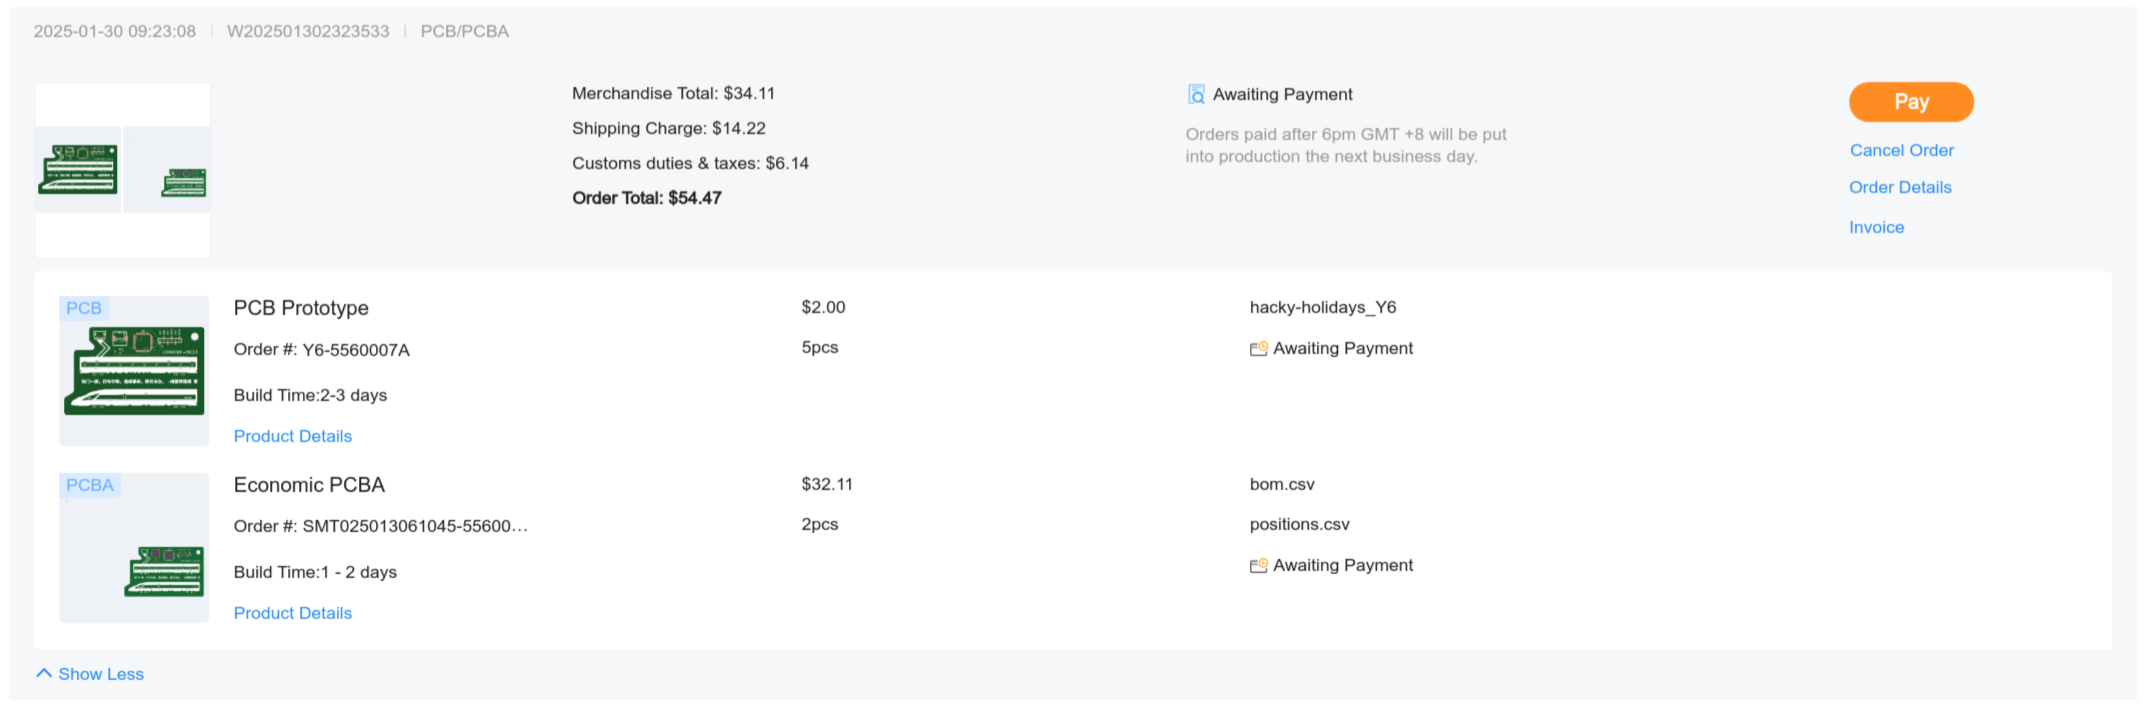 2025-01-30 09:23:08 | W202501302323533 | PCB/PCBA
Merchandise Total: $34.11
Shipping Charge: $14.22
Customs duties & taxes: $6.14
Order Total: $54.47
Awaiting Payment
Orders paid after 6pm GMT +8 will be put
into production the next business day.
Pay
Cancel Order
Order Details
Invoice
PCB
PCB Prototype
Order #: Y6-5560007A
Build Time:2-3 days
Product Details
$2.00
5pcs
hacky-holidays_Y6
Awaiting Payment
PCBA
Economic PCBA
Order #: SMT025013061045-55600...
Build Time:1 - 2 days
Product Details
$32.11
2pcs
bom.csv
positions.csv
Awaiting Payment
Show Less